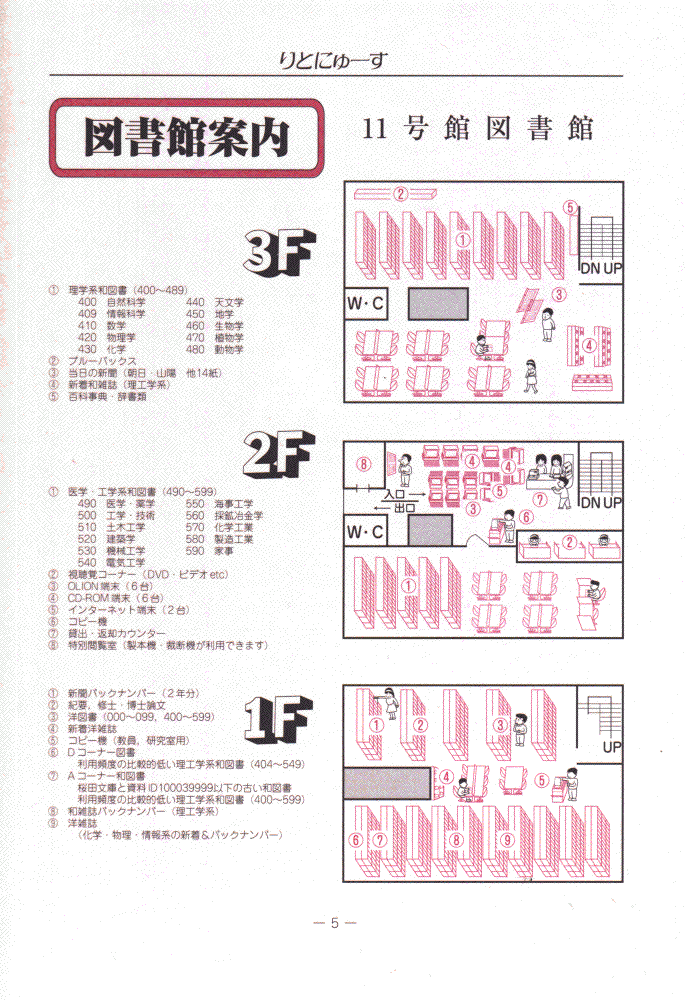 りとにゅーす
図書館案内
11号館図書館
3F
① 理学系和図書（400～489）
400 自然科学 440 天文学
409 情報科学 450 地学
410 数学 460 生物学
420 物理学 470 植物学
430 化学 480 動物学
② ブルーバックス
③ 当日の新聞（朝日・山陽 他14紙）
④ 新着和雑誌（理工学系）
⑤ 百科事典・辞書類
②
⑤
①
DN UP
③
W・C
④
2F
① 医学・工学系和図書（490～599）
490 医学・薬学 550 海事工学
500 工学・技術 560 採鉱冶金学
510 土木工学 570 化学工業
520 建築学 580 製造工業
530 機械工学 590 家事
540 電気工学
② 視聴覚コーナー（DVD・ビデオetc）
③ OLION端末（6台）
④ CD-ROM端末（6台）
⑤ インターネット端末（2台）
⑥ コピー機
⑦ 貸出・返却カウンター
⑧ 特別閲覧室（製本機・裁断機が利用できます）
⑧
④
④
⑤
⑦
入口
出口
③
⑥
DN UP
W・C
②
①
1F
① 新聞バックナンバー（2年分）
② 紀要，修士・博士論文
③ 洋図書（000～099，400～599）
④ 新着洋雑誌
⑤ コピー機（教員，研究室用）
⑥ Dコーナー図書
利用頻度の比較的低い理工学系和図書（404～549）
⑦ Aコーナー和図書
桜田文庫と資料ID100039999以下の古い和図書
利用頻度の比較的低い理工学系和図書（400～599）
⑧ 和雑誌バックナンバー（理工学系）
⑨ 洋雑誌
（化学・物理・情報系の新着＆バックナンバー）
①
②
③
UP
④
⑤
⑥
⑦
⑧
⑨
— 5 —